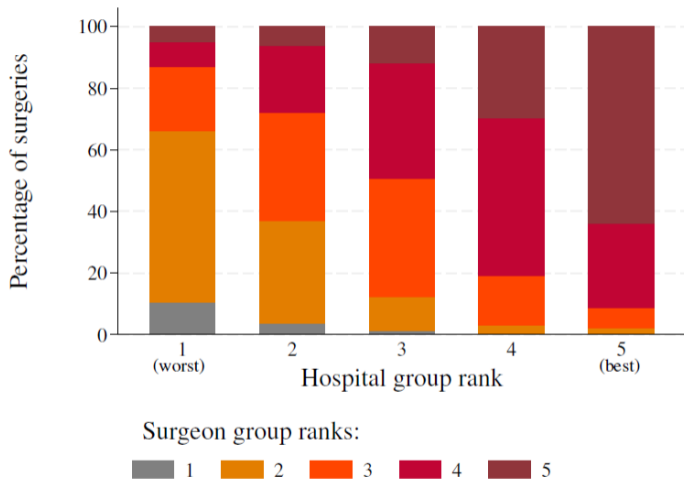 Percentage of surgeries
100
80
60
40
20
0
1 2 3 4 5
(worst) (best)
Hospital group rank
Surgeon group ranks:
1 2 3 4 5